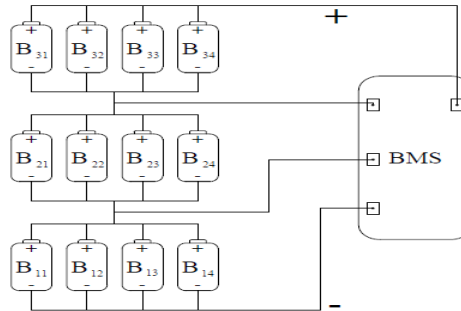 +
+ + + +
B31 B32 B33 B34
- - - -
+ + + +
B21 B22 B23 B24
- - - -
BMS
+ + + +
B11 B12 B13 B14
- - - -
-